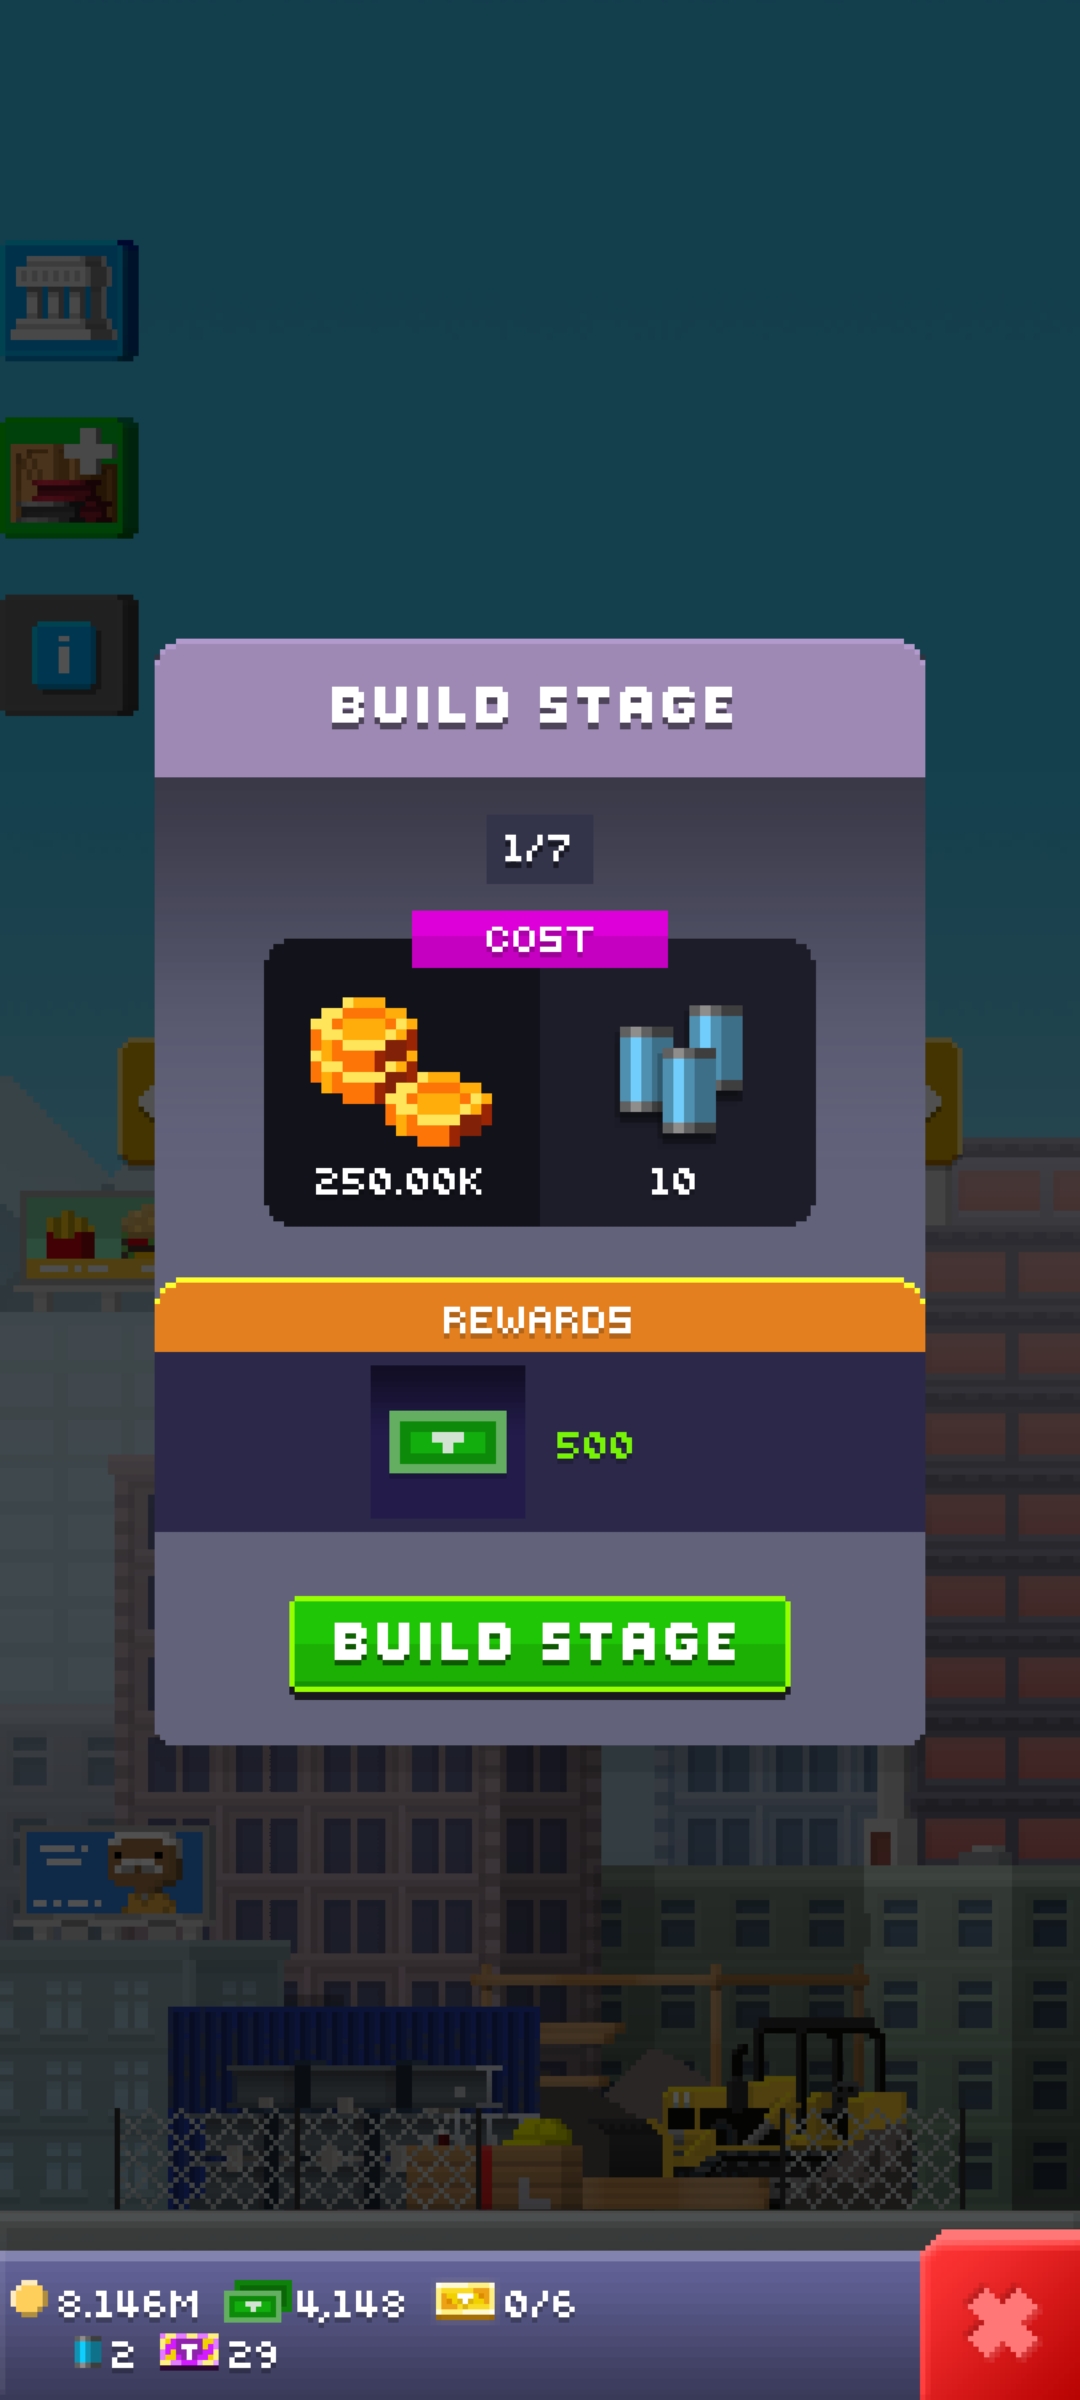 BUILD STAGE
1/7
COST
250.00K
10
REWARDS
500
BUILD STAGE
8.146M 4,148 0/6
2 29